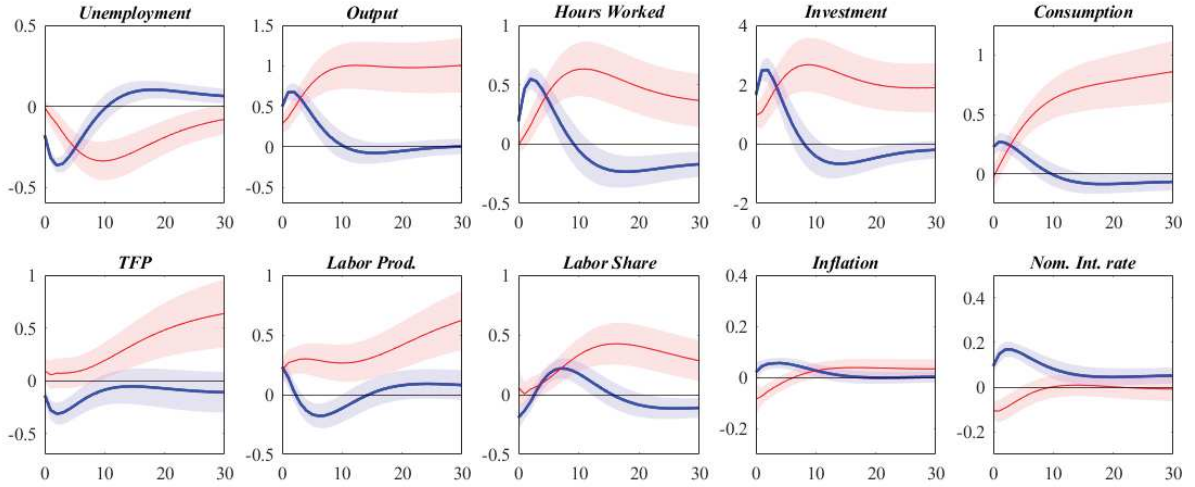 Unemployment
0.5
0
-0.5
0 10 20 30
Output
1.5
1
0.5
0
-0.5
0 10 20 30
Hours Worked
1
0.5
0
-0.5
0 10 20 30
Investment
4
2
0
-2
0 10 20 30
Consumption
1
0.5
0
0 10 20 30
TFP
1
0.5
0
-0.5
0 10 20 30
Labor Prod.
1
0.5
0
-0.5
0 10 20 30
Labor Share
1
0.5
0
-0.5
0 10 20 30
Inflation
0.4
0.2
0
-0.2
0 10 20 30
Nom. Int. rate
0.4
0.2
0
-0.2
0 10 20 30